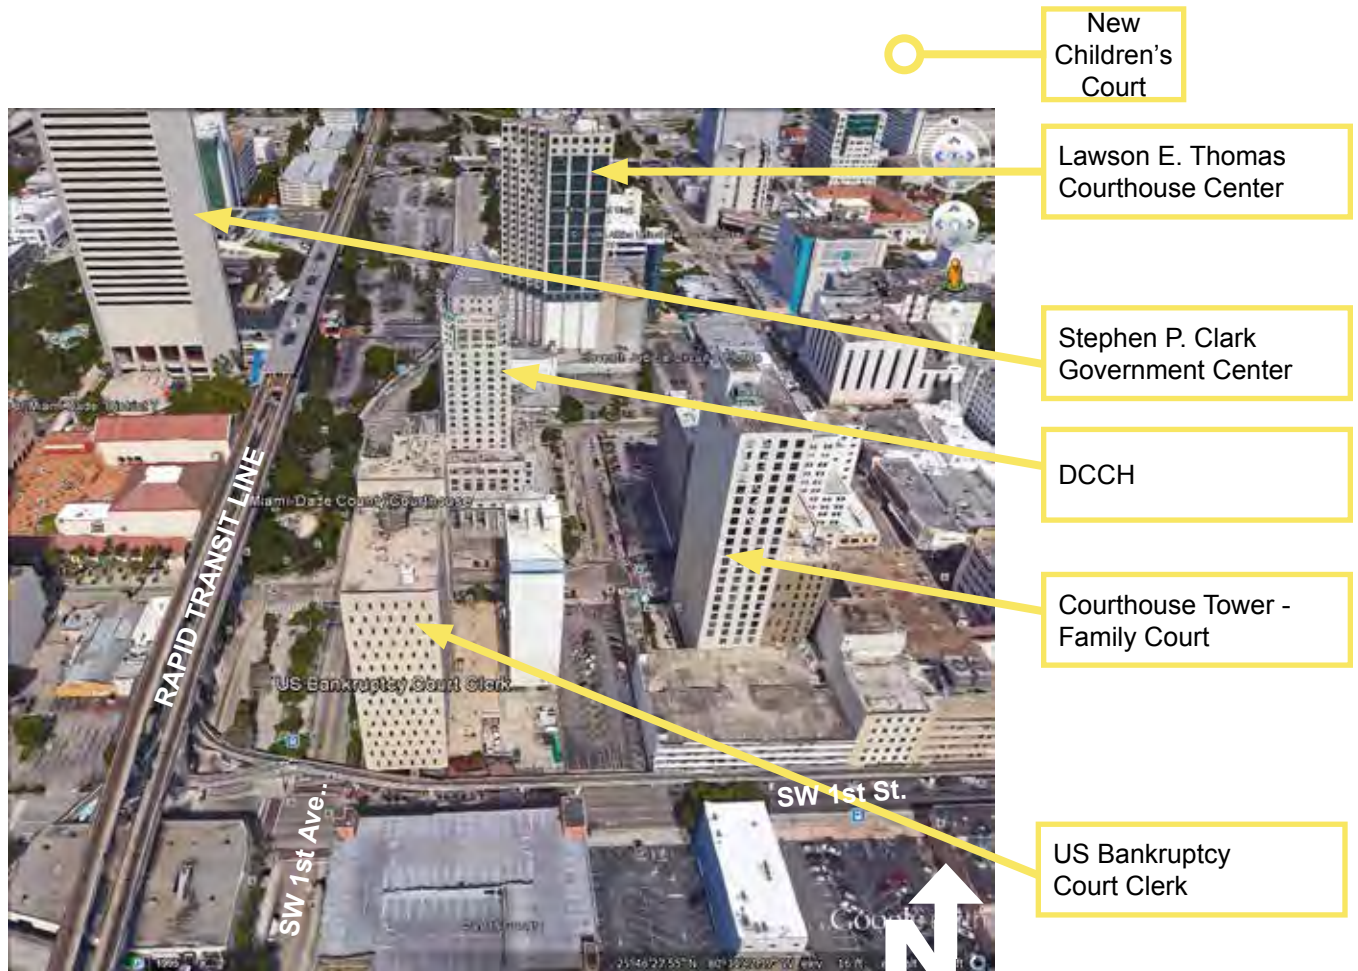 New
Children’s
Court
Lawson E. Thomas
Courthouse Center
Stephen P. Clark
Government Center
DCCH
Miami-Dade County Courthouse
RAPID TRANSIT LINE
Courthouse Tower -
Family Court
US Bankruptcy Court Clerk
SW 1st St.
SW 1st Ave..
US Bankruptcy
Court Clerk
Google
N